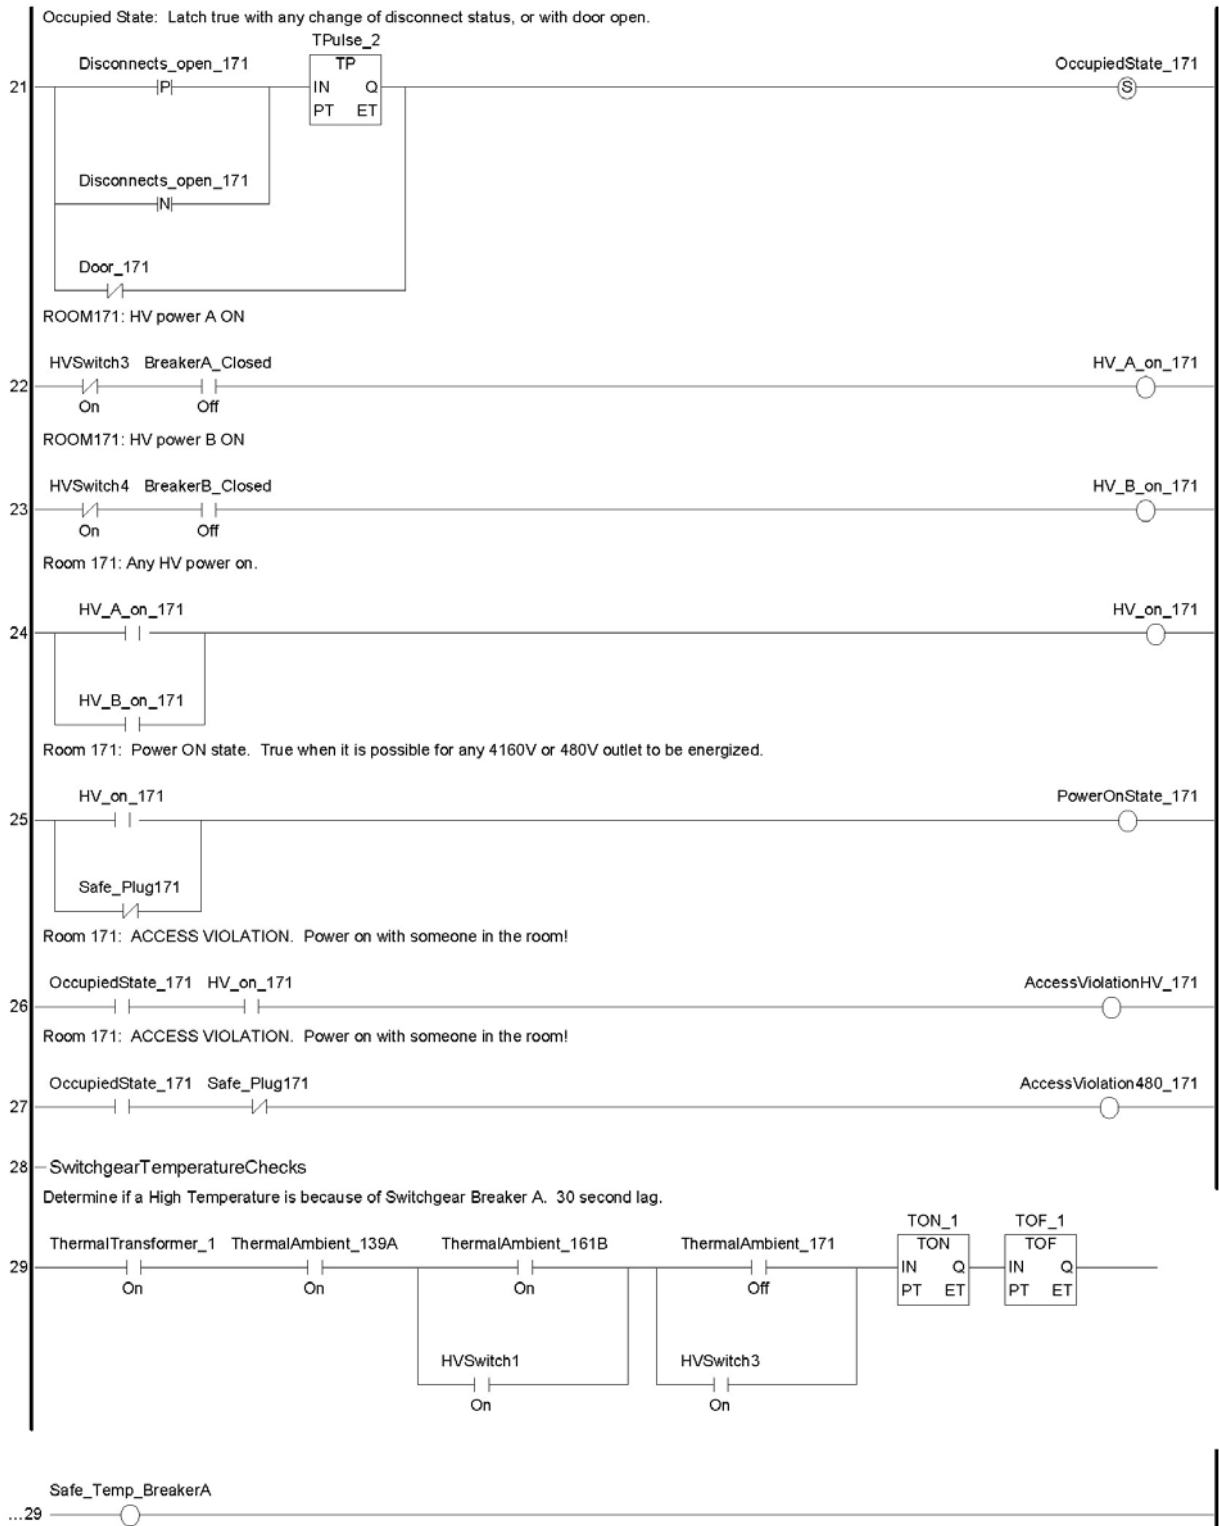 Occupied State: Latch true with any change of disconnect status, or with door open.
TPulse_2
Disconnects_open_171
TP
OccupiedState_171
21
P
IN Q
S
PT ET
Disconnects_open_171
N
Door_171
ROOM171: HV power A ON
HVSwitch3 BreakerA_Closed
HV_A_on_171
22
On Off
ROOM171: HV power B ON
HVSwitch4 BreakerB_Closed
HV_B_on_171
23
On Off
Room 171: Any HV power on.
HV_A_on_171
HV_on_171
24
HV_B_on_171
Room 171: Power ON state. True when it is possible for any 4160V or 480V outlet to be energized.
HV_on_171
PowerOnState_171
25
Safe_Plug171
Room 171: ACCESS VIOLATION. Power on with someone in the room!
OccupiedState_171 HV_on_171
AccessViolationHV_171
26
Room 171: ACCESS VIOLATION. Power on with someone in the room!
OccupiedState_171 Safe_Plug171
AccessViolation480_171
27
28 SwitchgearTemperatureChecks
Determine if a High Temperature is because of Switchgear Breaker A. 30 second lag.
TON_1 TOF_1
ThermalTransformer_1 ThermalAmbient_139A ThermalAmbient_161B ThermalAmbient_171
TON TOF
29
IN Q IN Q
On On On Off
PT ET PT ET
HVSwitch1 HVSwitch3
On On
Safe_Temp_BreakerA
...29